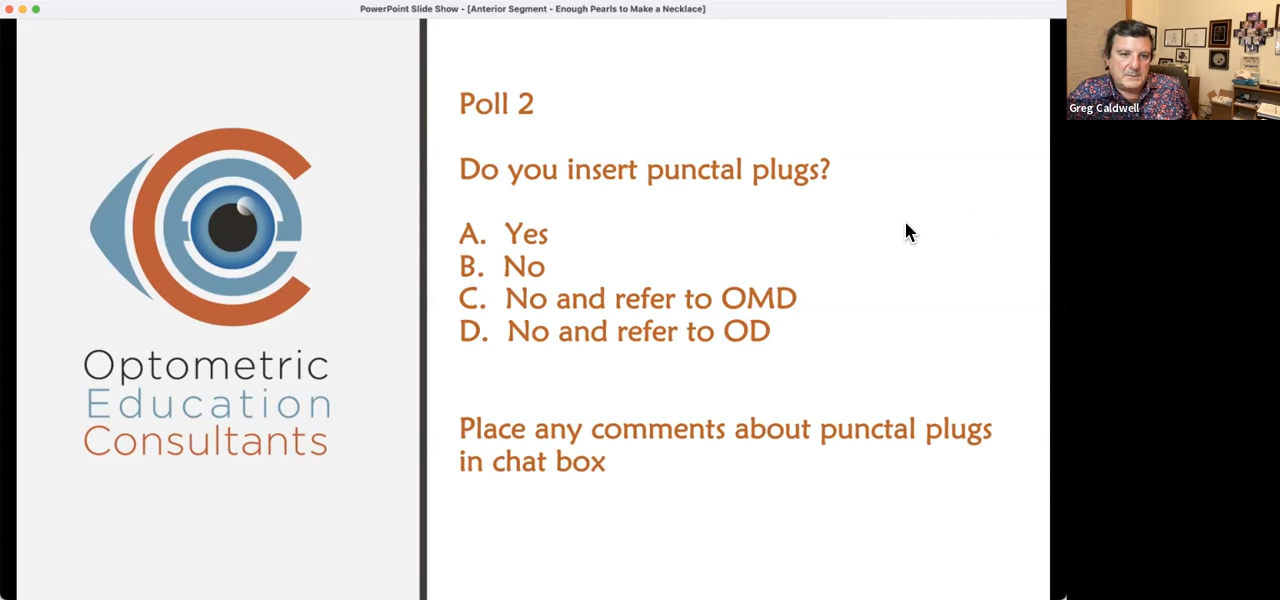 PowerPoint Slide Show - [Anterior Segment - Enough Pearls to Make a Necklace]
Greg Caldwell
Optometric
Education
Consultants
Poll 2
Do you insert punctal plugs?
A. Yes
B. No
C. No and refer to OMD
D. No and refer to OD
Place any comments about punctal plugs
in chat box